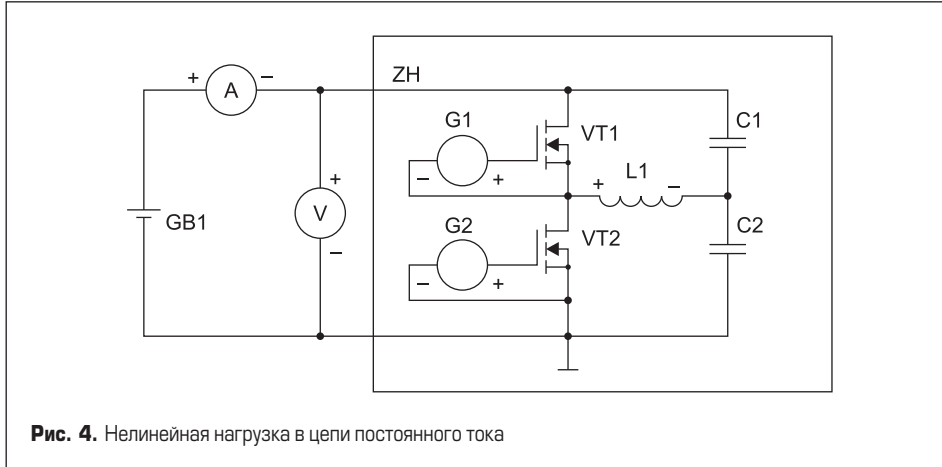 ZH
+ A −
G1
VT1
C1
− +
L1
+ −
+ V −
GB1
G2
VT2
C2
− +
Рис. 4. Нелинейная нагрузка в цепи постоянного тока